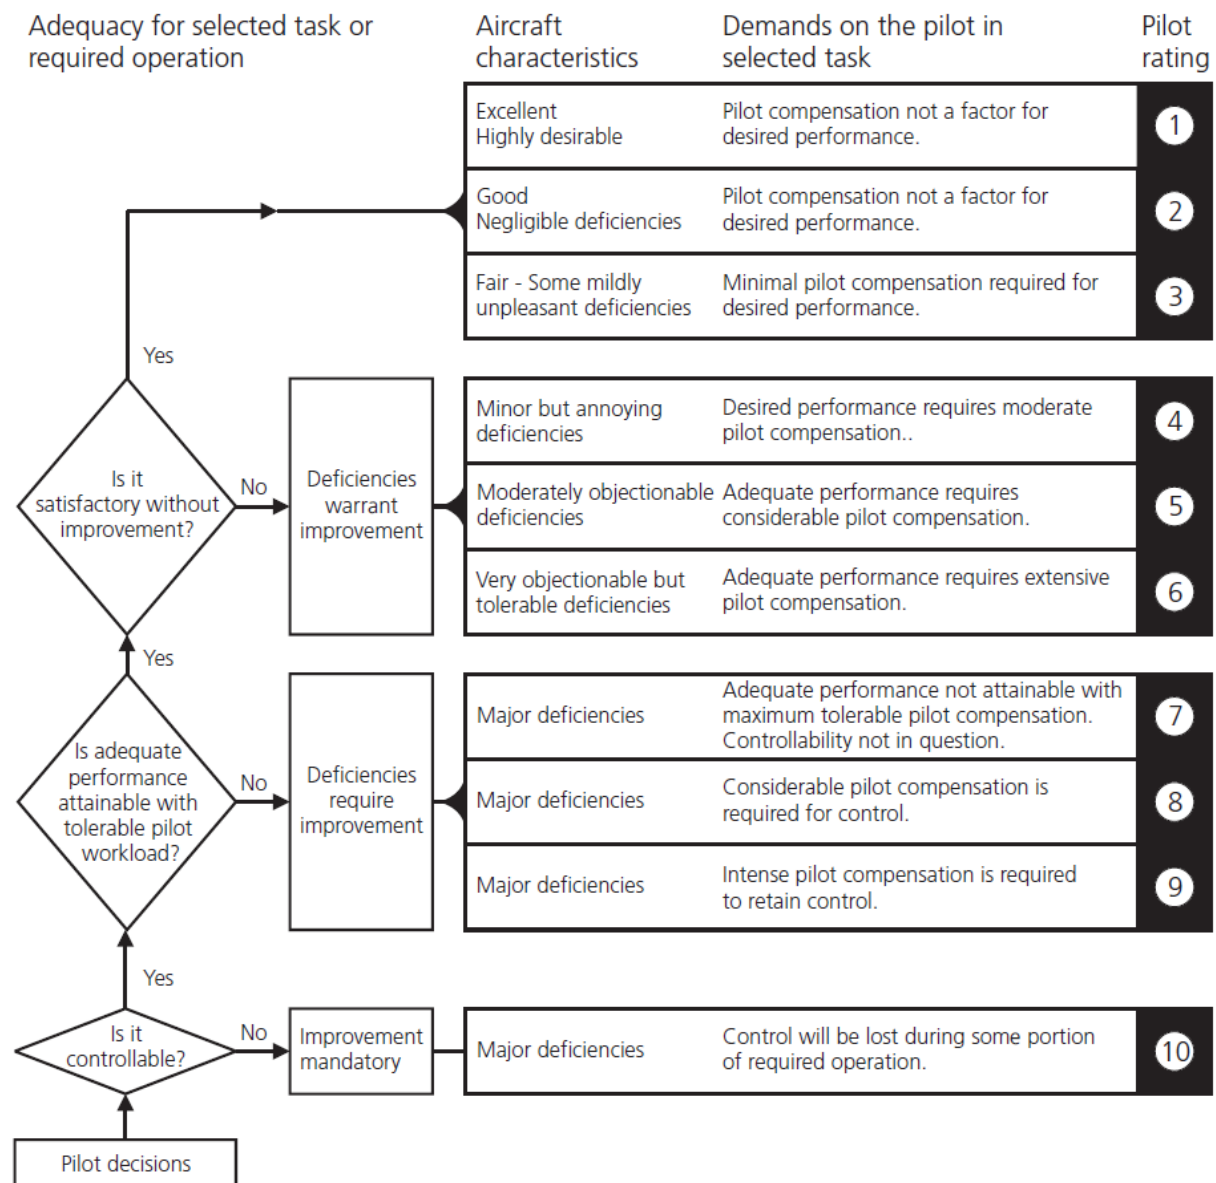 Adequacy for selected task or
required operation
Aircraft
characteristics
Demands on the pilot in
selected task
Pilot
rating
Excellent
Highly desirable
Pilot compensation not a factor for
desired performance.
1
Good
Negligible deficiencies
Pilot compensation not a factor for
desired performance.
2
Fair - Some mildly
unpleasant deficiencies
Minimal pilot compensation required for
desired performance.
3
Yes
Is it
satisfactory without
improvement?
No
Deficiencies
warrant
improvement
Minor but annoying
deficiencies
Desired performance requires moderate
pilot compensation..
4
Moderately objectionable
deficiencies
Adequate performance requires
considerable pilot compensation.
5
Very objectionable but
tolerable deficiencies
Adequate performance requires extensive
pilot compensation.
6
Yes
Is adequate
performance
attainable with
tolerable pilot
workload?
No
Deficiencies
require
improvement
Major deficiencies
Adequate performance not attainable with
maximum tolerable pilot compensation.
Controllability not in question.
7
Major deficiencies
Considerable pilot compensation is
required for control.
8
Major deficiencies
Intense pilot compensation is required
to retain control.
9
Yes
Is it
controllable?
No
Improvement
mandatory
Major deficiencies
Control will be lost during some portion
of required operation.
10
Pilot decisions